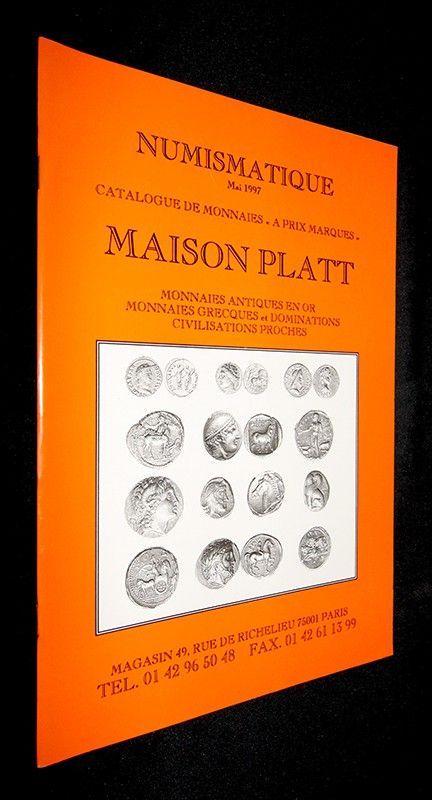 NUMISMATIQUE
Mai 1997
CATALOGUE DE MONNAIES « A PRIX MARQUES »
MAISON PLATT
MONNAIES ANTIQUES EN OR
MONNAIES GRECQUES et DOMINATIONS
CIVILISATIONS PROCHES
MAGASIN 49, RUE DE RICHELIEU 75001 PARIS
TEL. 01 42 96 50 48 FAX. 01 42 61 13 99